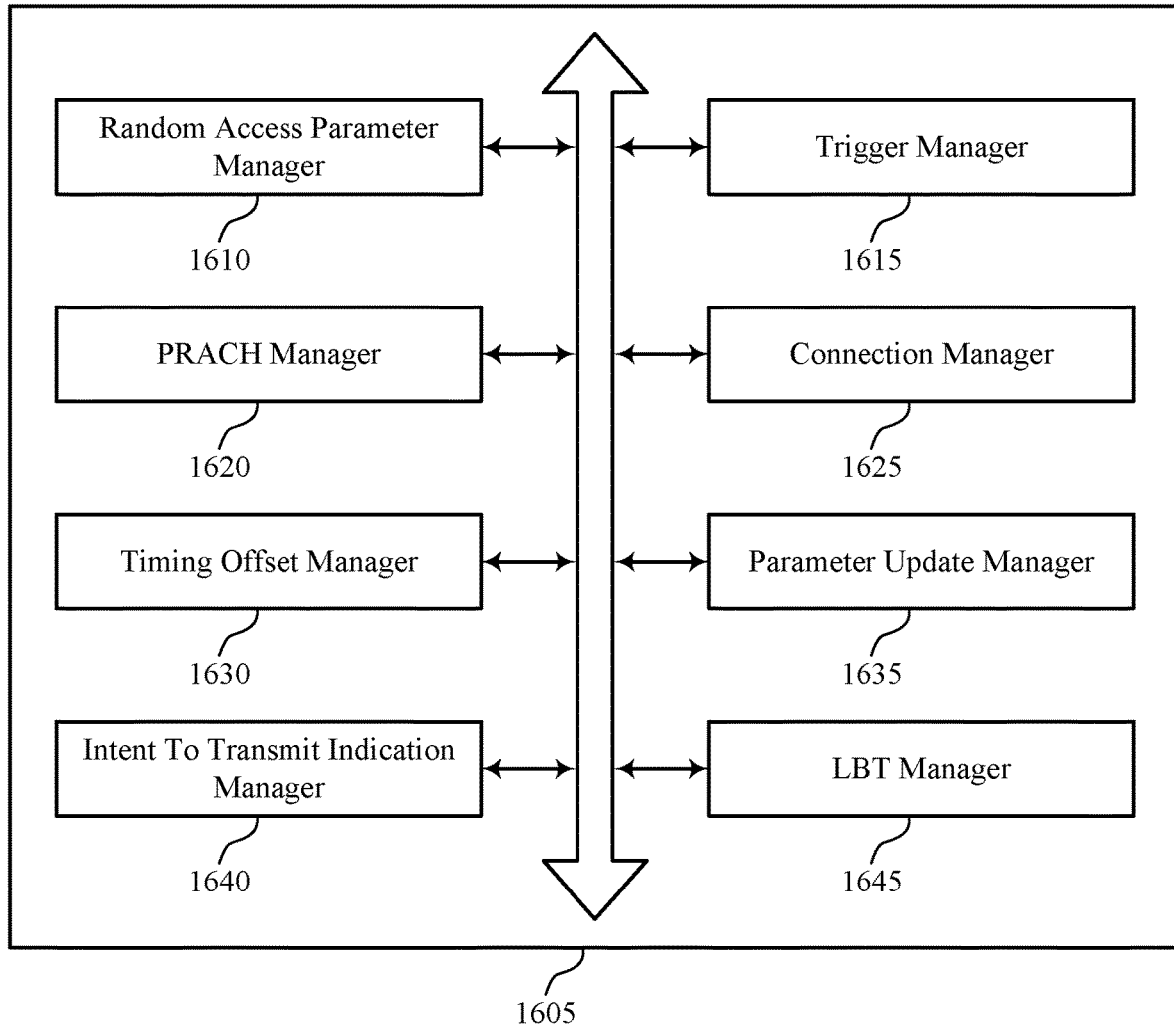 Random Access Parameter
Manager
1610
Trigger Manager
1615
PRACH Manager
1620
Connection Manager
1625
Timing Offset Manager
1630
Parameter Update Manager
1635
Intent To Transmit Indication
Manager
1640
LBT Manager
1645
1605